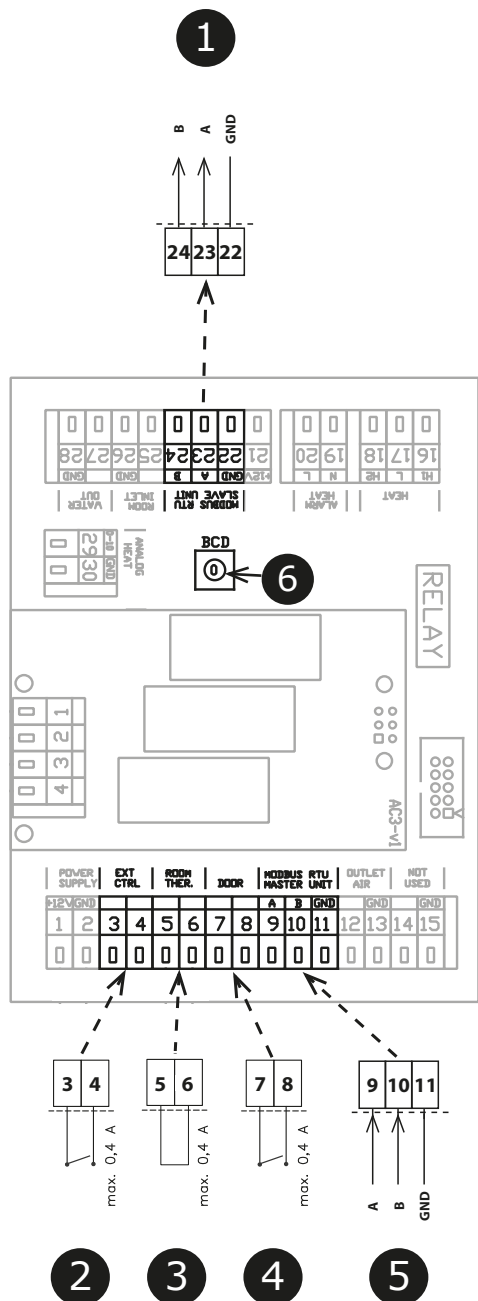 1
B A GND
24 23 22
28 27 26 25 24 23 22 21
GND GND B A GND +12V
VATER OUT
ROOM INLET
MODBUS RTU SLAVE UNIT
20 19
L N
ALARM HEAT
18 17 16
H2 L H1
HEAT
29 30
0-10 GND
ANALOG HEAT
BCD
0
6
RELAY
1
2
3
4
AC3-v1
POWER SUPPLY
EXT CTRL
ROOM THER.
DOOR
MODBUS RTU MASTER UNIT
OUTLET AIR
NOT USED
+12V GND A B GND GND GND
1 2 3 4 5 6 7 8 9 10 11 12 13 14 15
3 4
5 6
7 8
9 10 11
max. 0,4 A
max. 0,4 A
max. 0,4 A
A B GND
2 3 4 5